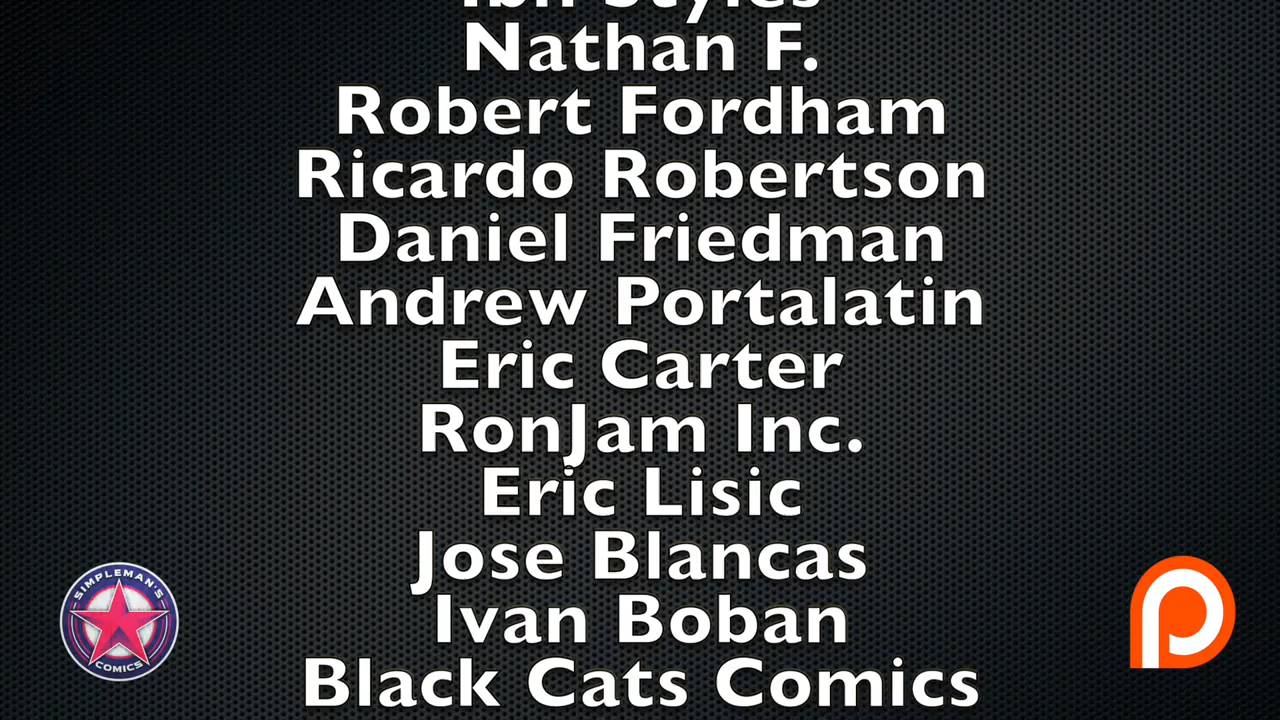 Nathan F.
Robert Fordham
Ricardo Robertson
Daniel Friedman
Andrew Portalatin
Eric Carter
RonJam Inc.
Eric Lisic
Jose Blancas
Ivan Boban
Black Cats Comics
SIMPLEMAN'S
COMICS